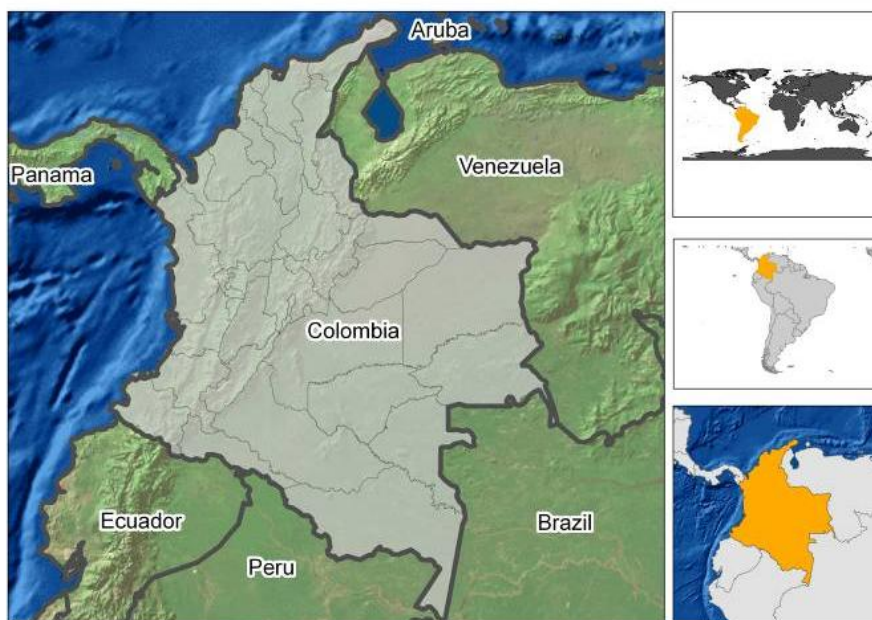 Aruba
Panama
Venezuela
Colombia
Ecuador
Brazil
Peru